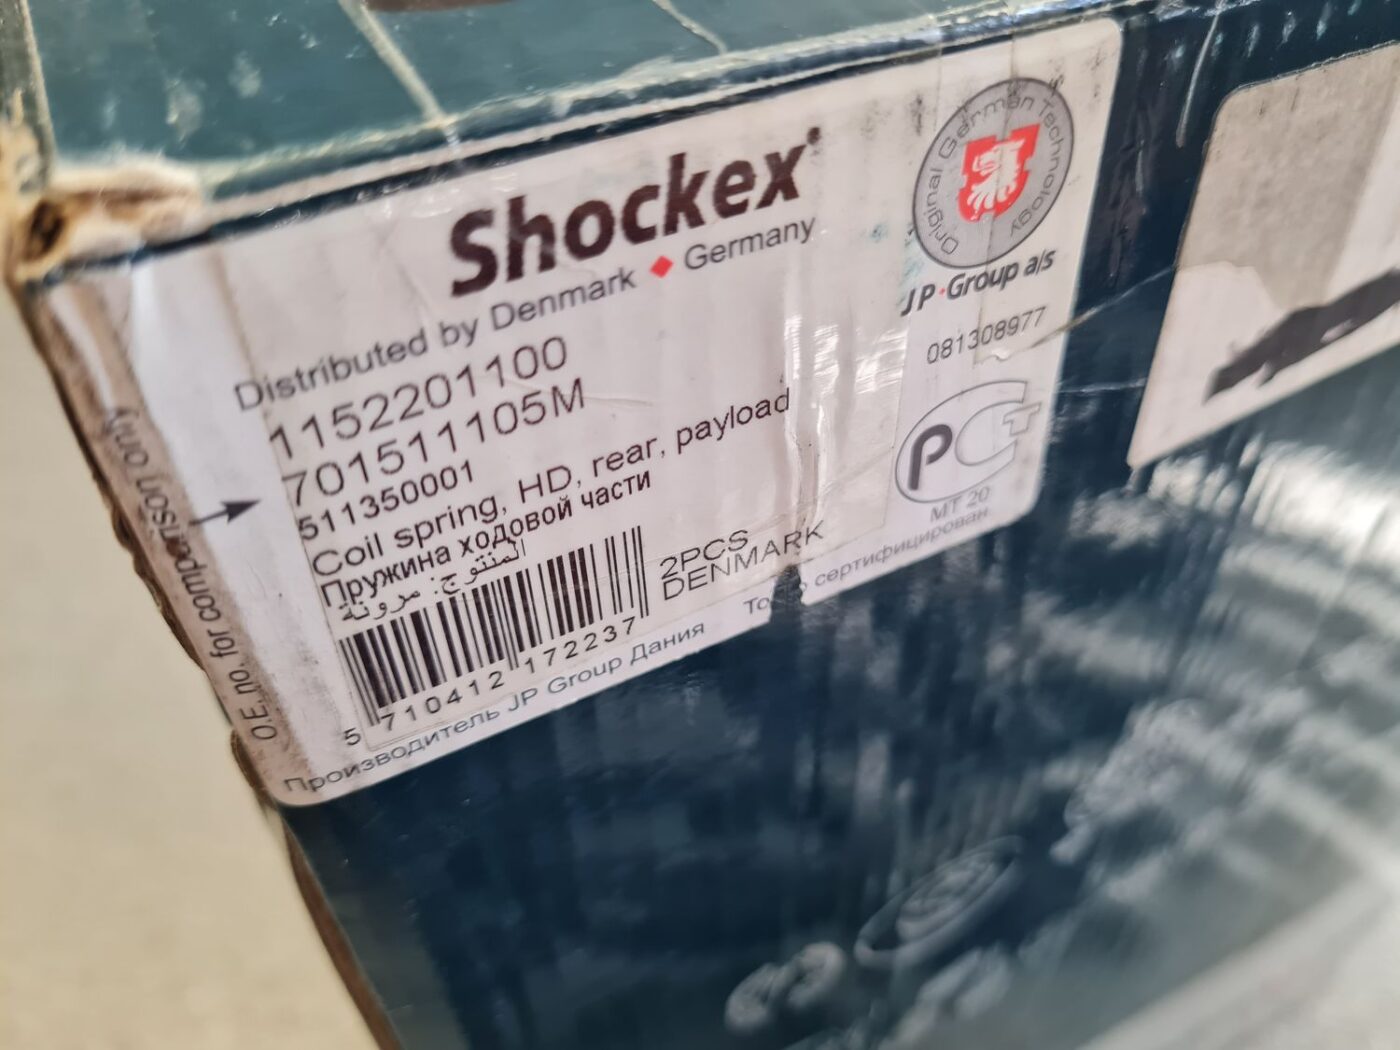 Shockex
Distributed by Denmark ♦ Germany
1152201100
701511105M
511350001
Coil spring, HD, rear, payload
Пружина ходовой части
المنتوج: مرونة
2PCS
DENMARK
5 710412 172237
Производитель JP Group Дания
сертифицирован
O.E. no. for comparison only
Original German Technology
JP Group a/s
081308977
PCT
MT 20